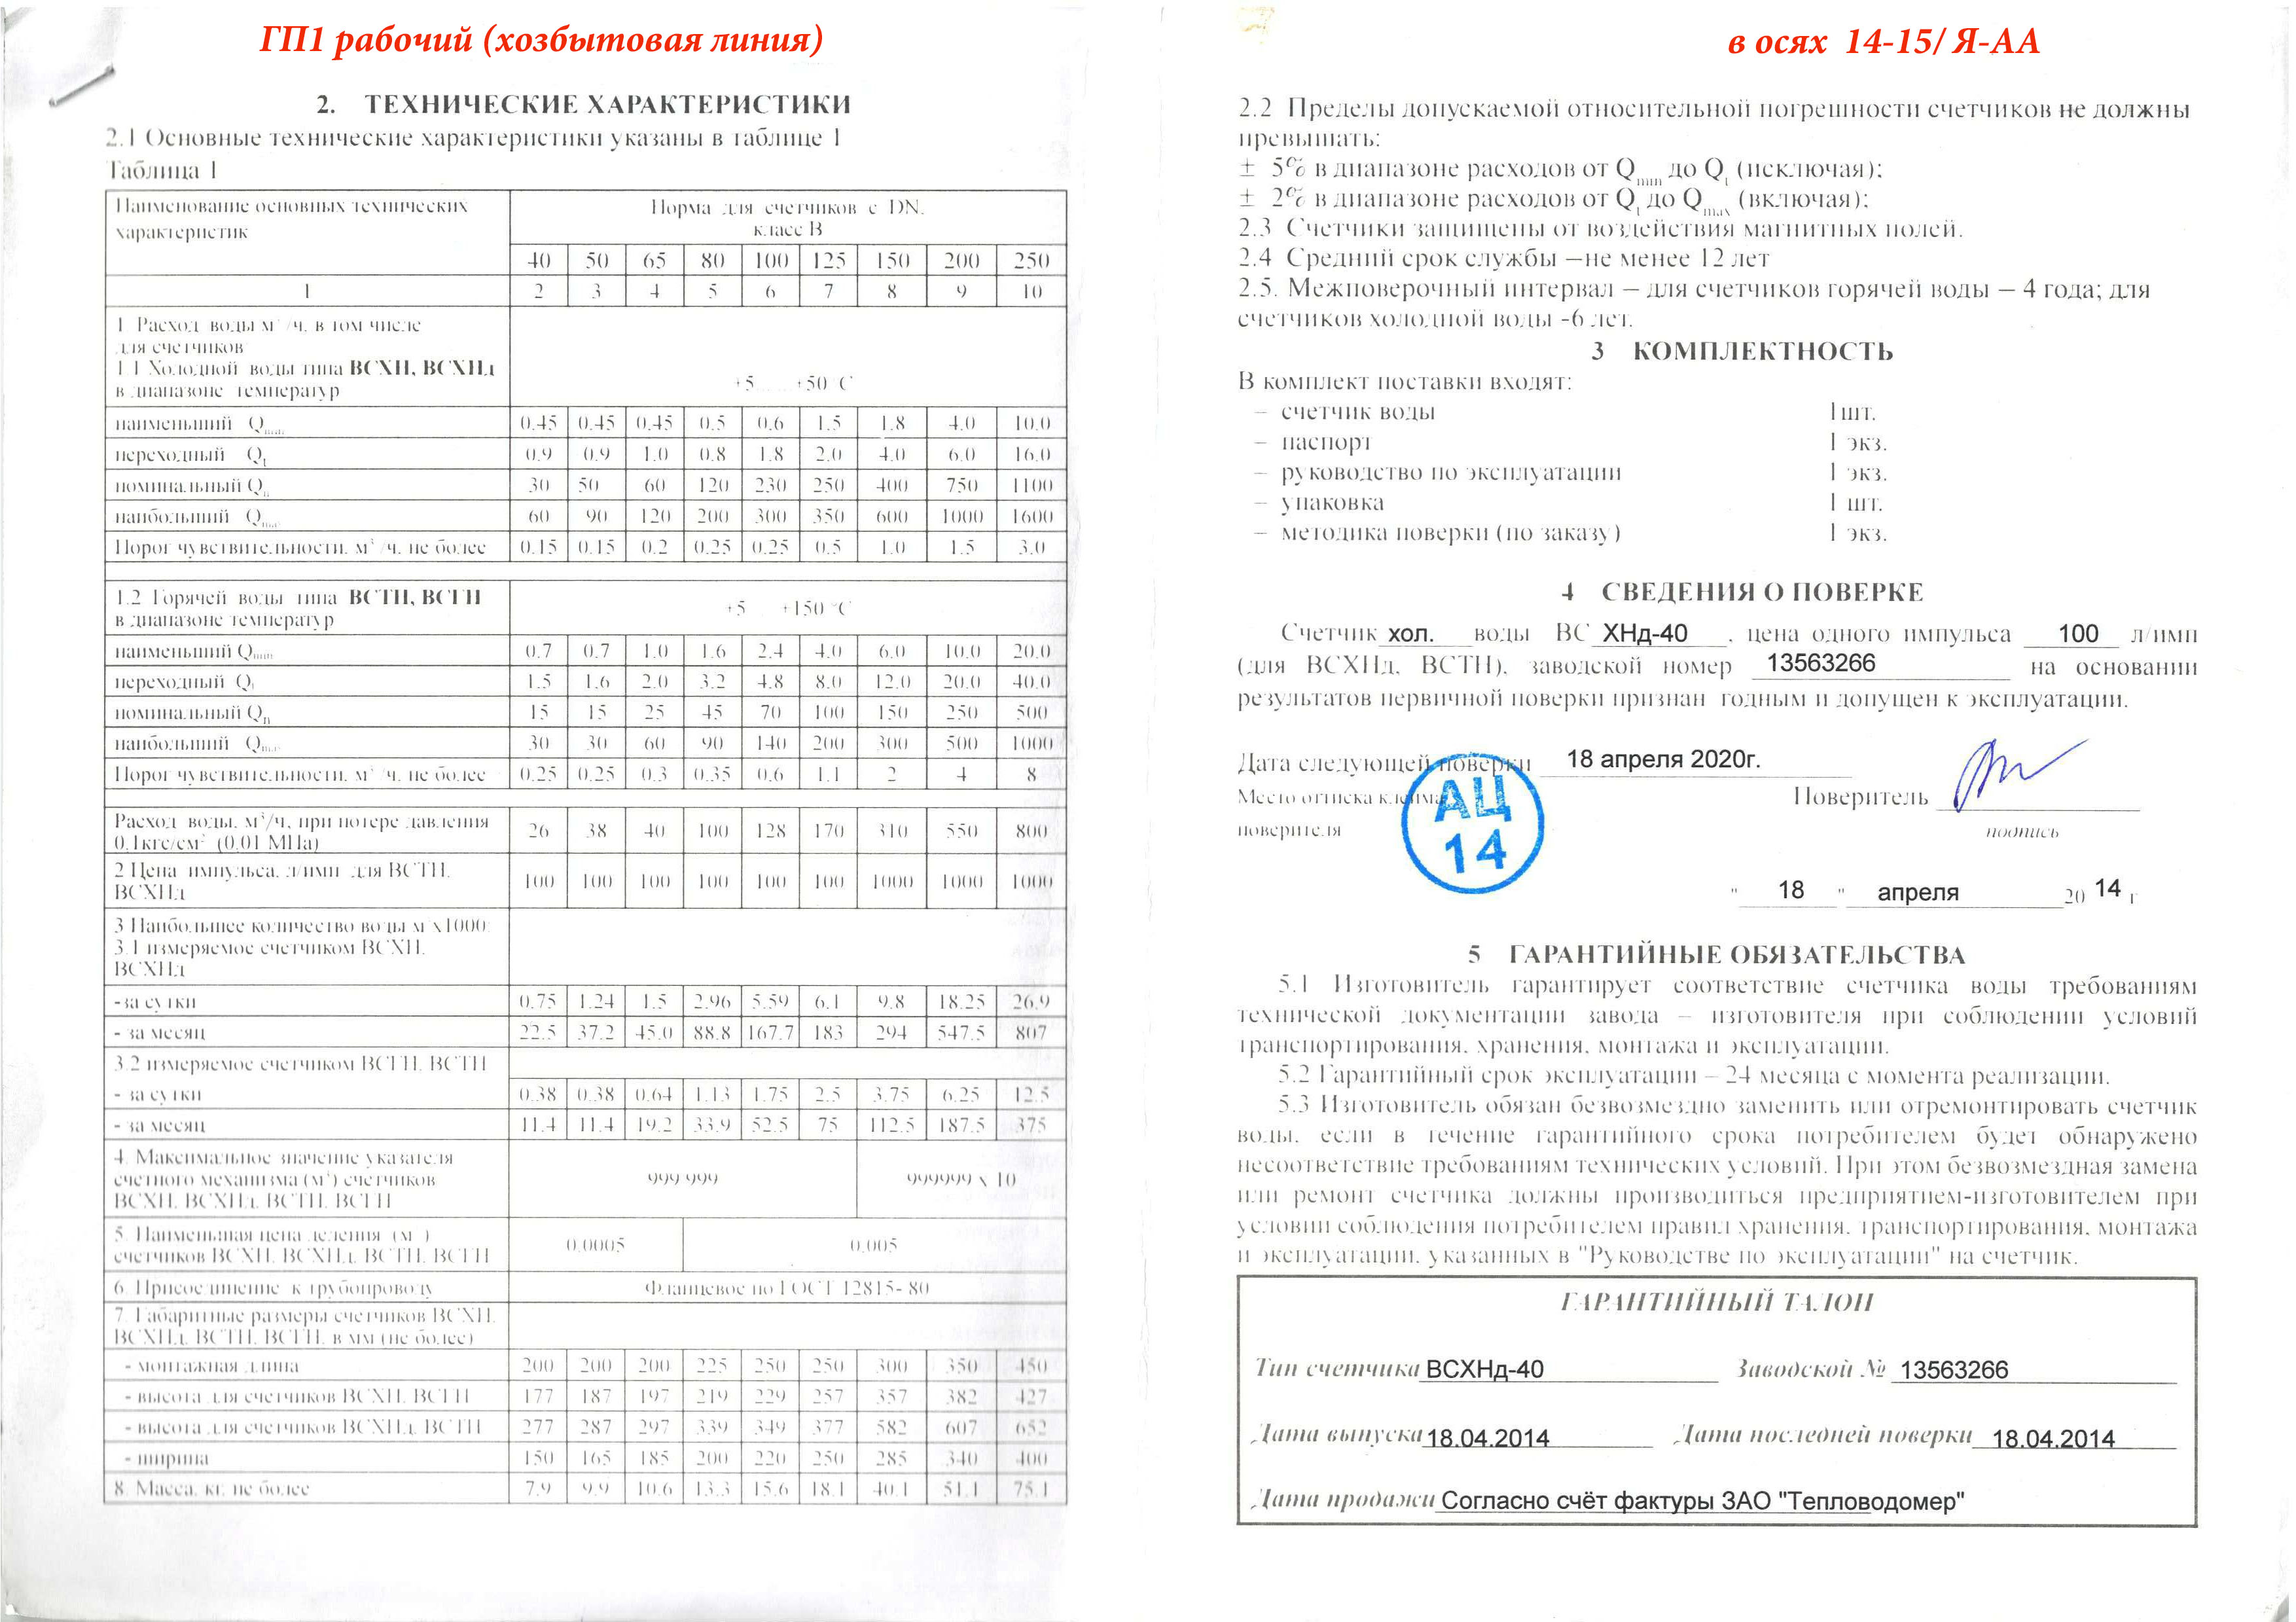 ГП1 рабочий (хозбытовая линия)
в осях 14-15/ Я-АА
2. ТЕХНИЧЕСКИЕ ХАРАКТЕРИСТИКИ
2.1 Основные технические характеристики указаны в таблице 1
Таблица 1
Наименование основных технических характеристик
Норма для счетчиков с DN.
класс В
40 50 65 80 100 125 150 200 250
1 2 3 4 5 6 7 8 9 10
1. Расход воды м³/ч, в том числе
для счетчиков
1.1 Холодной воды типа ВСХН, ВСХНд
в диапазоне температур
+5......+50 °С
наименьший Qmin 0.45 0.45 0.45 0.5 0.6 1.5 1.8 4.0 10.0
переходный Qt 0.9 0.9 1.0 0.8 1.8 2.0 4.0 6.0 16.0
номинальный Qn 30 50 60 120 230 250 400 750 1100
наибольший Qmax 60 90 120 200 300 350 600 1000 1600
Порог чувствительности, м³/ч, не более 0.15 0.15 0.2 0.25 0.25 0.5 1.0 1.5 3.0
1.2 Горячей воды типа ВСТН, ВСГН
в диапазоне температур
+5.....+150 °С
наименьший Qmin 0.7 0.7 1.0 1.6 2.4 4.0 6.0 10.0 20.0
переходный Qt 1.5 1.6 2.0 3.2 4.8 8.0 12.0 20.0 40.0
номинальный Qn 15 15 25 45 70 100 150 250 500
наибольший Qmax 30 30 60 90 140 200 300 500 1000
Порог чувствительности, м³/ч, не более 0.25 0.25 0.3 0.35 0.6 1.1 2 4 8
Расход воды, м³/ч, при потере давления
0,1кгс/см² (0,01 МПа)
26 38 40 100 128 170 310 550 800
2 Цена импульса, л/имп для ВСТН,
ВСХНд
100 100 100 100 100 100 1000 1000 1000
3 Наибольшее количество воды м³х1000:
3.1 измеряемое счетчиком ВСХН,
ВСХНд
-за сутки 0.75 1.24 1.5 2.96 5.59 6.1 9.8 18.25 26.9
- за месяц 22.5 37.2 45.0 88.8 167.7 183 294 547.5 807
3.2 измеряемое счетчиком ВСГН, ВСТН
- за сутки 0.38 0.38 0.64 1.13 1.75 2.5 3.75 6.25 12.5
- за месяц 11.4 11.4 19.2 33.9 52.5 75 112.5 187.5 375
4. Максимальное значение указателя
счетного механизма (м³) счетчиков
ВСХН, ВСХНд, ВСТН, ВСГН
999 999
999999 х 10
5. Наименьшая цена деления (м³)
счетчиков ВСХН, ВСХНд, ВСТН, ВСГН
0.0005
0.005
6. Присоединение к трубопроводу Фланцевое по ГОСТ 12815- 80
7. Габаритные размеры счетчиков ВСХН,
ВСХНд, ВСТН, ВСГН, в мм (не более)
- монтажная длина 200 200 200 225 250 250 300 350 450
- высота для счетчиков ВСХН, ВСГН 177 187 197 219 229 257 357 382 427
- высота для счетчиков ВСХНд, ВСТН 277 287 297 339 349 377 582 607 652
- ширина 150 165 185 200 220 250 285 340 400
8. Масса, кг, не более 7.9 9.9 10.6 13.3 15.6 18.1 40.1 51.1 75.1
2.2 Пределы допускаемой относительной погрешности счетчиков не должны
превышать:
± 5% в диапазоне расходов от Qmin до Qt (исключая);
± 2% в диапазоне расходов от Qt до Qmax (включая);
2.3 Счетчики защищены от воздействия магнитных полей.
2.4 Средний срок службы –не менее 12 лет
2.5. Межповерочный интервал – для счетчиков горячей воды – 4 года; для
счетчиков холодной воды -6 лет.
3 КОМПЛЕКТНОСТЬ
В комплект поставки входят:
– счетчик воды 1шт.
– паспорт 1 экз.
– руководство по эксплуатации 1 экз.
– упаковка 1 шт.
– методика поверки (по заказу) 1 экз.
4 СВЕДЕНИЯ О ПОВЕРКЕ
Счетчик хол. воды ВС ХНд-40 , цена одного импульса 100 л/имп
(для ВСХНд, ВСТН), заводской номер 13563266 на основании
результатов первичной поверки признан годным и допущен к эксплуатации.
Дата следующей поверки 18 апреля 2020г.
Место оттиска клейма
поверителя
АЦ
14
Поверитель
подпись
" 18 " апреля 20 14 г
5 ГАРАНТИЙНЫЕ ОБЯЗАТЕЛЬСТВА
5.1 Изготовитель гарантирует соответствие счетчика воды требованиям
технической документации завода – изготовителя при соблюдении условий
транспортирования, хранения, монтажа и эксплуатации.
5.2 Гарантийный срок эксплуатации – 24 месяца с момента реализации.
5.3 Изготовитель обязан безвозмездно заменить или отремонтировать счетчик
воды, если в течение гарантийного срока потребителем будет обнаружено
несоответствие требованиям технических условий. При этом безвозмездная замена
или ремонт счетчика должны производиться предприятием-изготовителем при
условии соблюдения потребителем правил хранения, транспортирования, монтажа
и эксплуатации, указанных в "Руководстве по эксплуатации" на счетчик.
ГАРАНТИЙНЫЙ ТАЛОН
Тип счетчика ВСХНд-40 Заводской № 13563266
Дата выпуска 18.04.2014 Дата последней поверки 18.04.2014
Дата продажи Согласно счёт фактуры ЗАО "Тепловодомер"